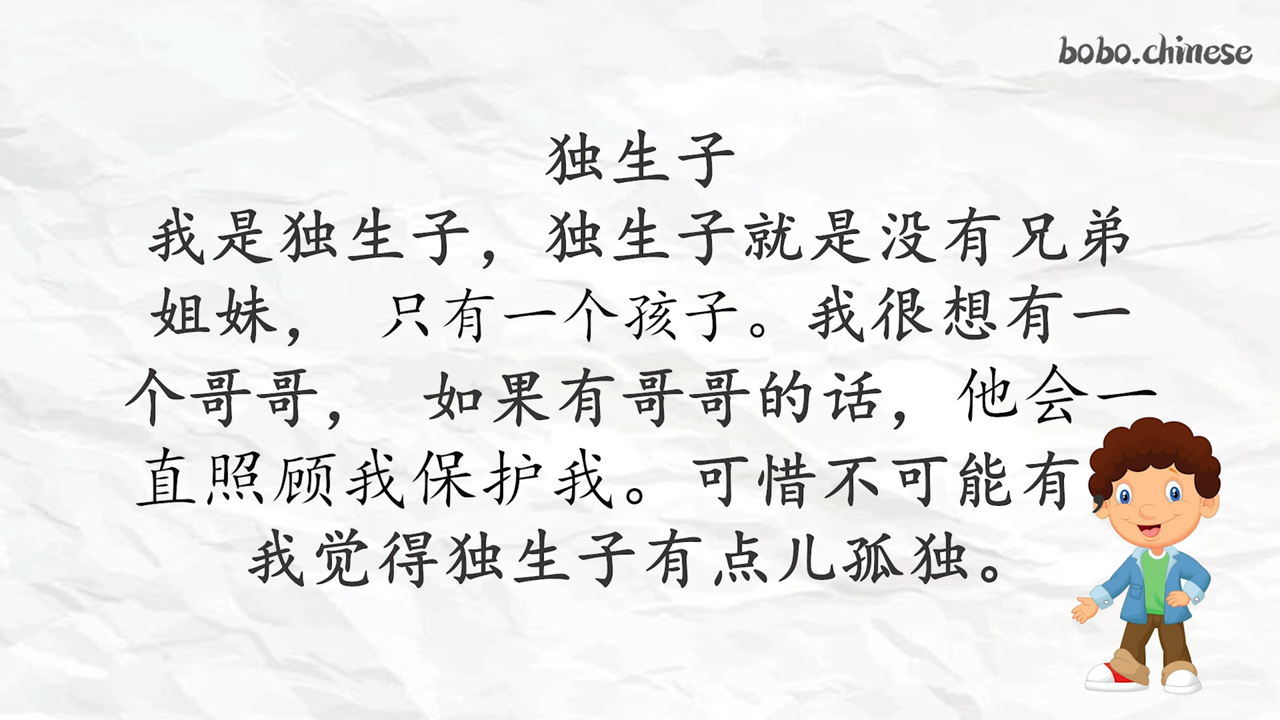 bobo.chinese
独生子
我是独生子，独生子就是没有兄弟
姐妹， 只有一个孩子。我很想有一
个哥哥， 如果有哥哥的话，他会一
直照顾我保护我。可惜不可能有，
我觉得独生子有点儿孤独。